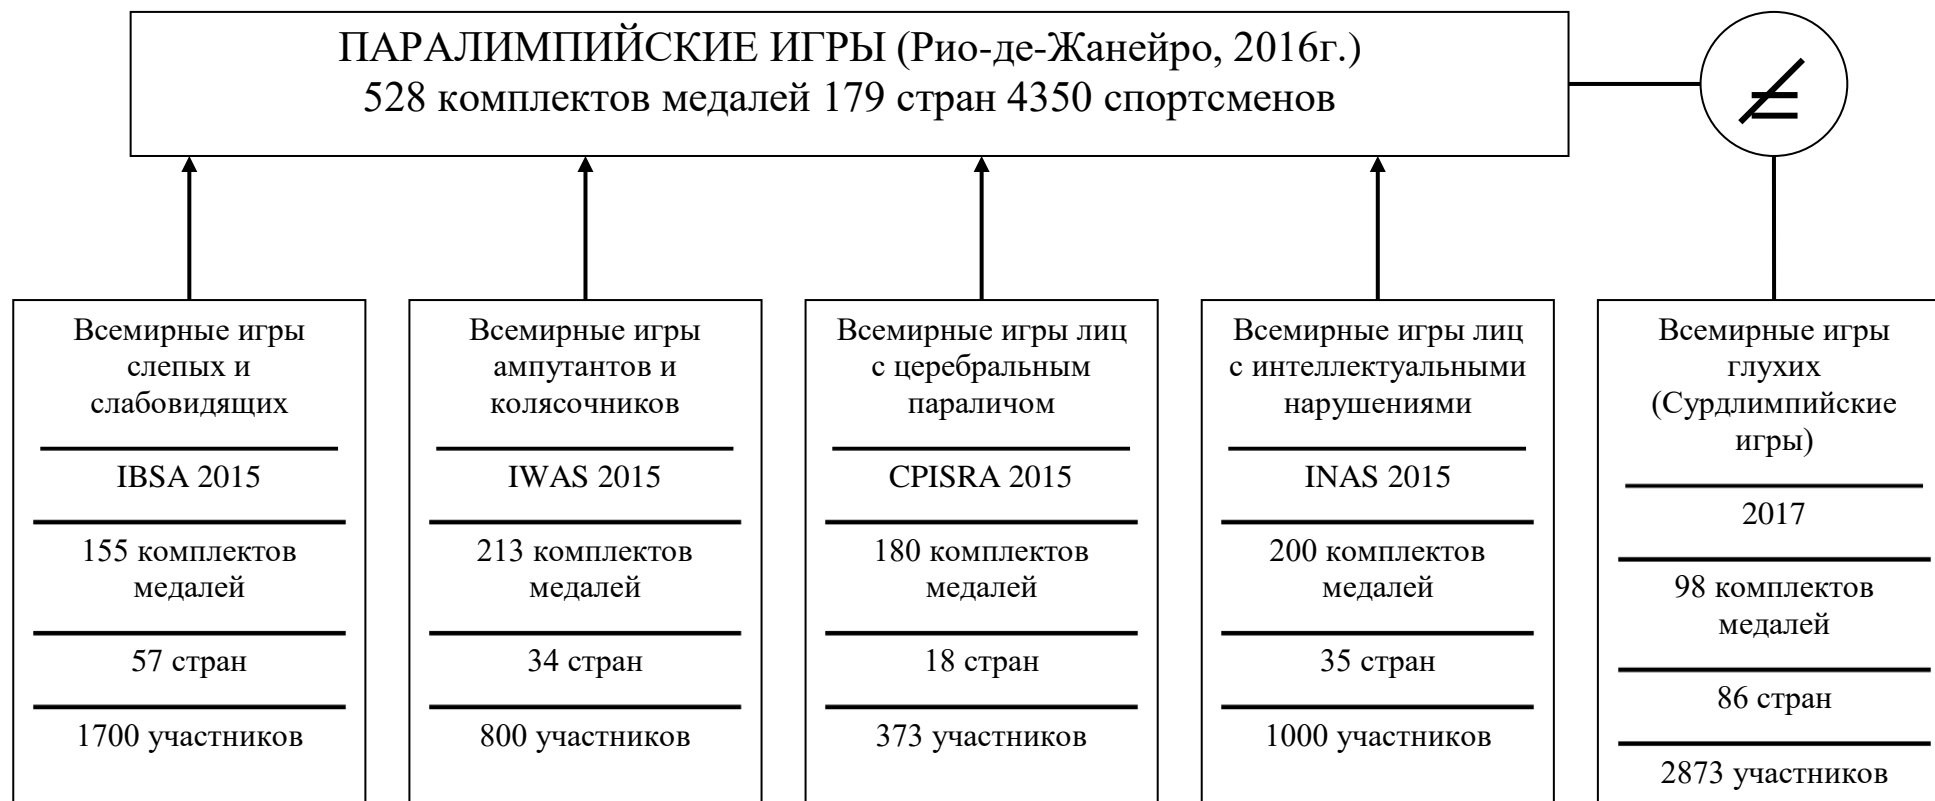 ПАРАЛИМПИЙСКИЕ ИГРЫ (Рио-де-Жанейро, 2016г.)
528 комплектов медалей 179 стран 4350 спортсменов
≠
Всемирные игры
слепых и
слабовидящих
IBSA 2015
155 комплектов
медалей
57 стран
1700 участников
Всемирные игры
ампутантов и
колясочников
IWAS 2015
213 комплектов
медалей
34 стран
800 участников
Всемирные игры лиц
с церебральным
параличом
CPISRA 2015
180 комплектов
медалей
18 стран
373 участников
Всемирные игры лиц
с интеллектуальными
нарушениями
INAS 2015
200 комплектов
медалей
35 стран
1000 участников
Всемирные игры
глухих
(Сурдлимпийские
игры)
2017
98 комплектов
медалей
86 стран
2873 участников